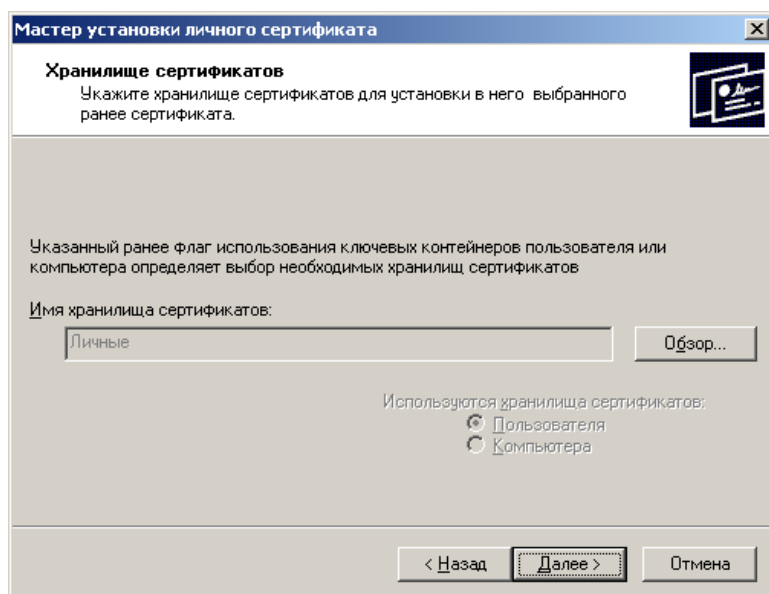 Мастер установки личного сертификата
Хранилище сертификатов
Укажите хранилище сертификатов для установки в него выбранного
ранее сертификата.
Указанный ранее флаг использования ключевых контейнеров пользователя или
компьютера определяет выбор необходимых хранилищ сертификатов
Имя хранилища сертификатов:
Личные
Обзор...
Используются хранилища сертификатов:
Пользователя
Компьютера
< Назад
Далее >
Отмена